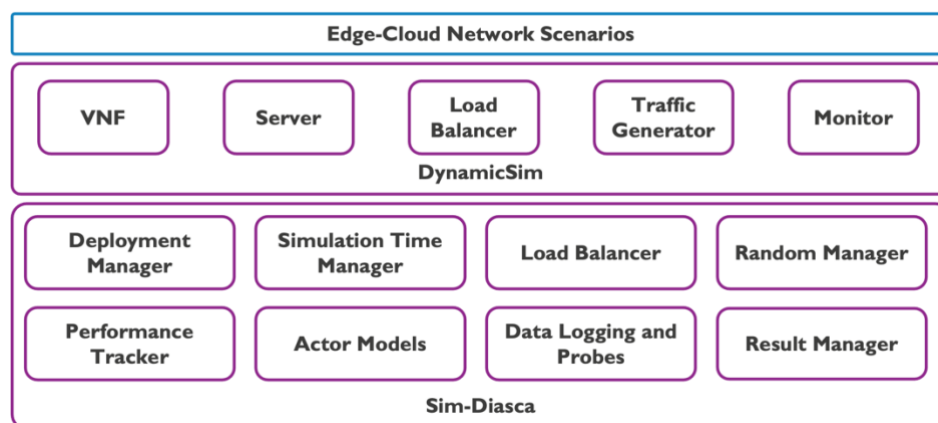 Edge-Cloud Network Scenarios
VNF
Server
Load
Balancer
Traffic
Generator
Monitor
DynamicSim
Deployment
Manager
Simulation Time
Manager
Load Balancer
Random Manager
Performance
Tracker
Actor Models
Data Logging and
Probes
Result Manager
Sim-Diasca